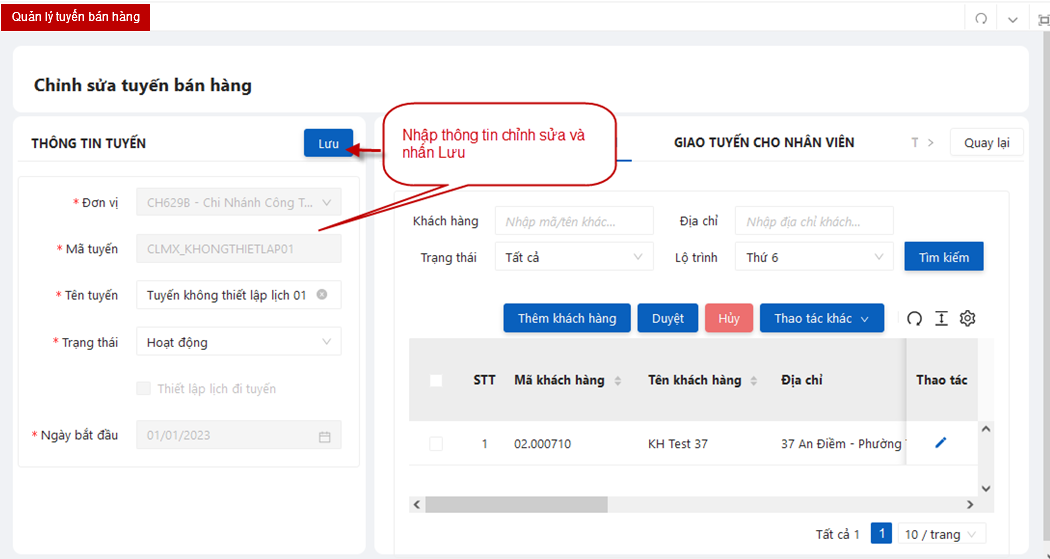 Quản lý tuyến bán hàng
Chỉnh sửa tuyến bán hàng
THÔNG TIN TUYẾN
Lưu
Nhập thông tin chỉnh sửa và
nhấn Lưu
GIAO TUYẾN CHO NHÂN VIÊN
T
Quay lại
* Đơn vị
CH629B - Chi Nhánh Công T...
* Mã tuyến
CLMX_KHONGTHIETLAP01
* Tên tuyến
Tuyến không thiết lập lịch 01
* Trạng thái
Hoạt động
Thiết lập lịch đi tuyến
* Ngày bắt đầu
01/01/2023
Khách hàng
Nhập mã/tên khác...
Địa chỉ
Nhập địa chỉ khách...
Trạng thái
Tất cả
Lộ trình
Thứ 6
Tìm kiếm
Thêm khách hàng
Duyệt
Hủy
Thao tác khác
STT
Mã khách hàng
Tên khách hàng
Địa chỉ
Thao tác
1
02.000710
KH Test 37
37 An Điềm - Phường
Tất cả 1
1
10 / trang